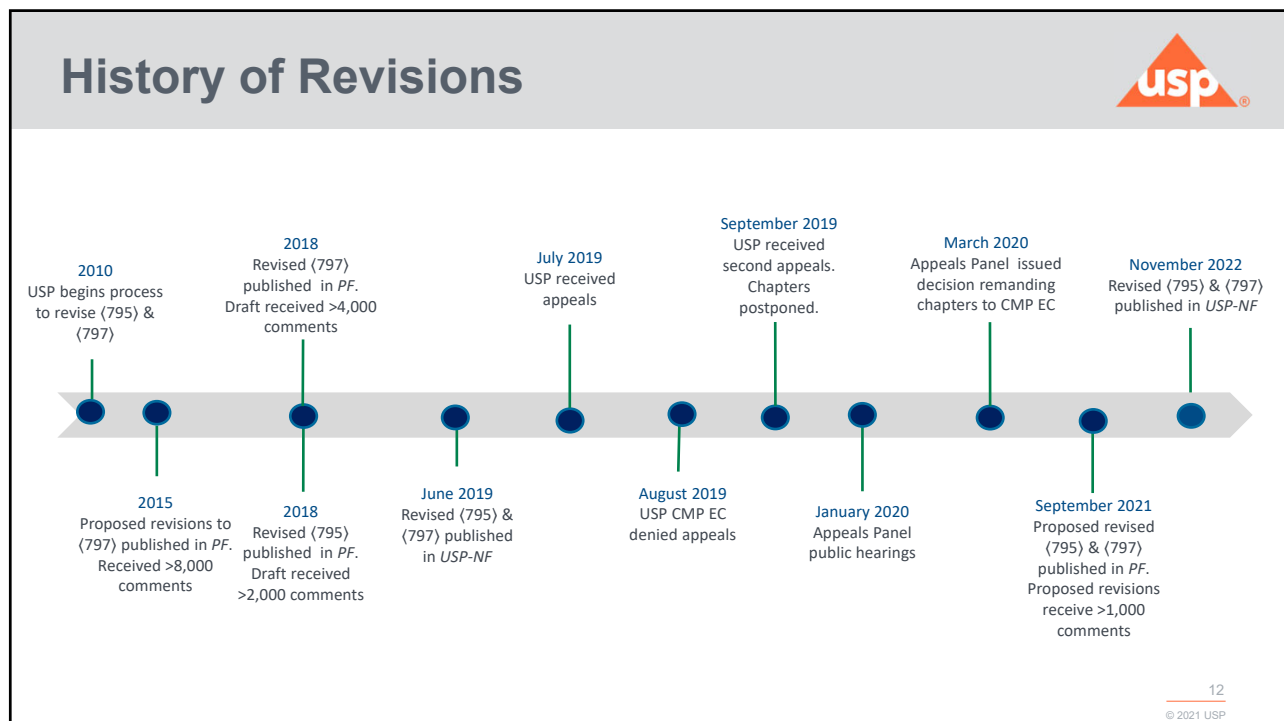 History of Revisions
usp®
2010
USP begins process
to revise ⟨795⟩ &
⟨797⟩
2015
Proposed revisions to
⟨797⟩ published in PF.
Received >8,000
comments
2018
Revised ⟨797⟩
published in PF.
Draft received >4,000
comments
2018
Revised ⟨795⟩
published in PF.
Draft received
>2,000 comments
June 2019
Revised ⟨795⟩ &
⟨797⟩ published
in USP-NF
July 2019
USP received
appeals
August 2019
USP CMP EC
denied appeals
September 2019
USP received
second appeals.
Chapters
postponed.
January 2020
Appeals Panel
public hearings
March 2020
Appeals Panel issued
decision remanding
chapters to CMP EC
September 2021
Proposed revised
⟨795⟩ & ⟨797⟩
published in PF.
Proposed revisions
receive >1,000
comments
November 2022
Revised ⟨795⟩ & ⟨797⟩
published in USP-NF
12
© 2021 USP